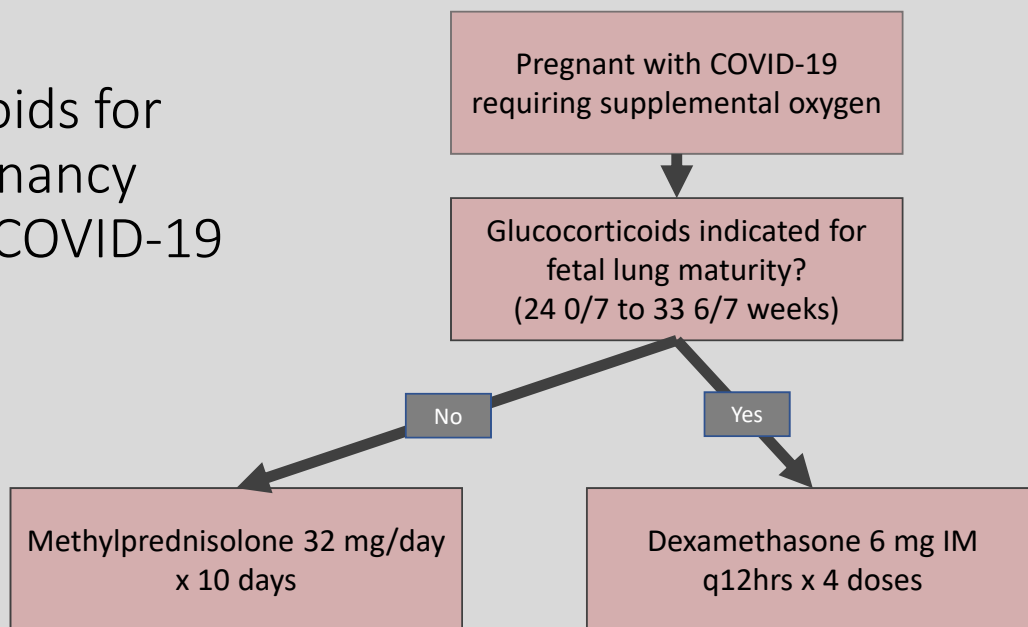 oids for
nancy
COVID-19
Pregnant with COVID-19
requiring supplemental oxygen
Glucocorticoids indicated for
fetal lung maturity?
(24 0/7 to 33 6/7 weeks)
No
Yes
Methylprednisolone 32 mg/day
x 10 days
Dexamethasone 6 mg IM
q12hrs x 4 doses